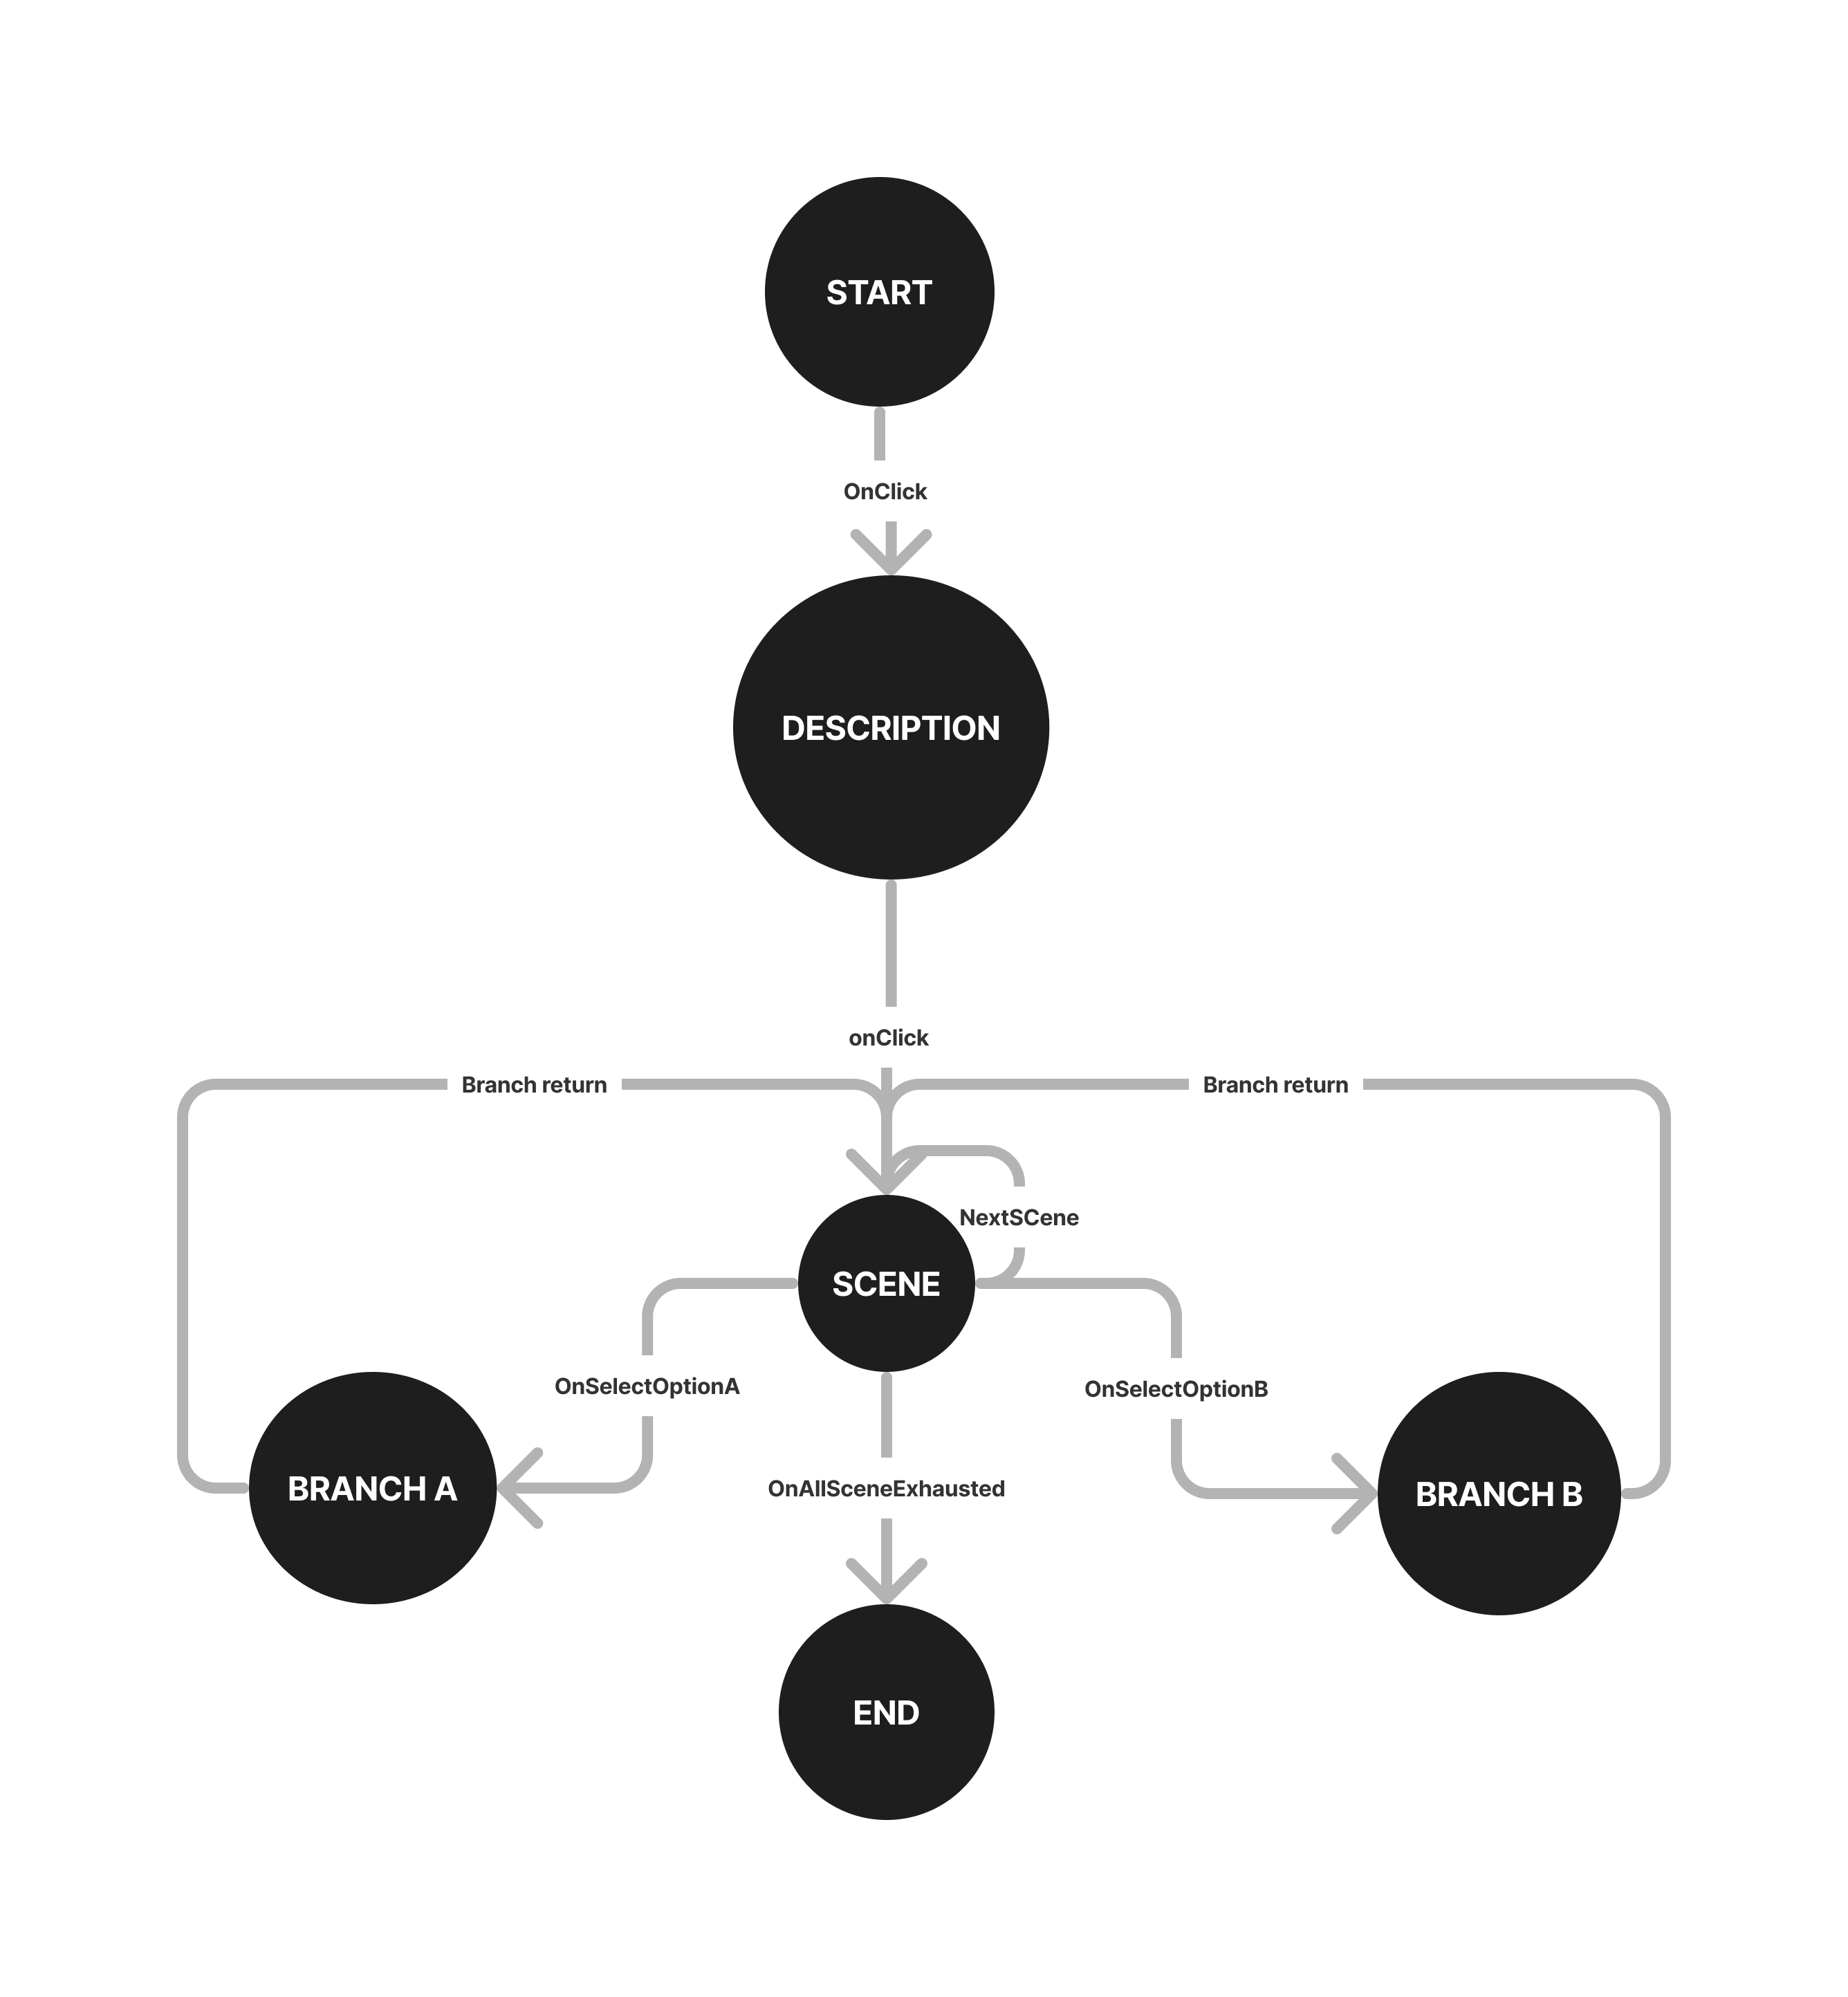 START
OnClick
DESCRIPTION
onClick
Branch return
Branch return
NextSCene
SCENE
OnSelectOptionA
OnSelectOptionB
BRANCH A
OnAllSceneExhausted
BRANCH B
END